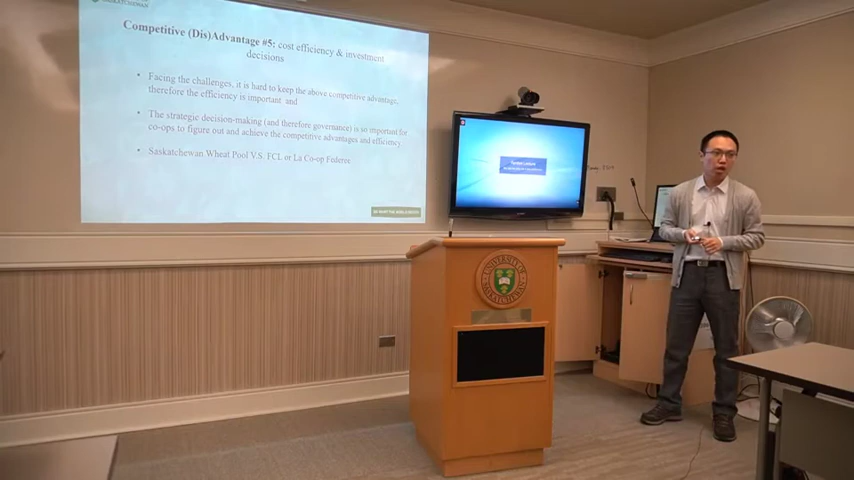 SASKATCHEWAN
Competitive (Dis)Advantage #5: cost efficiency & investment
decisions
• Facing the challenges, it is hard to keep the above competitive advantage,
therefore the efficiency is important and
• The strategic decision-making (and therefore governance) is so important for
co-ops to figure out and achieve the competitive advantages and efficiency.
• Saskatchewan Wheat Pool V.S. FCL or La Co-op Fédérée
UNIVERSITY OF
SASKATCHEWAN